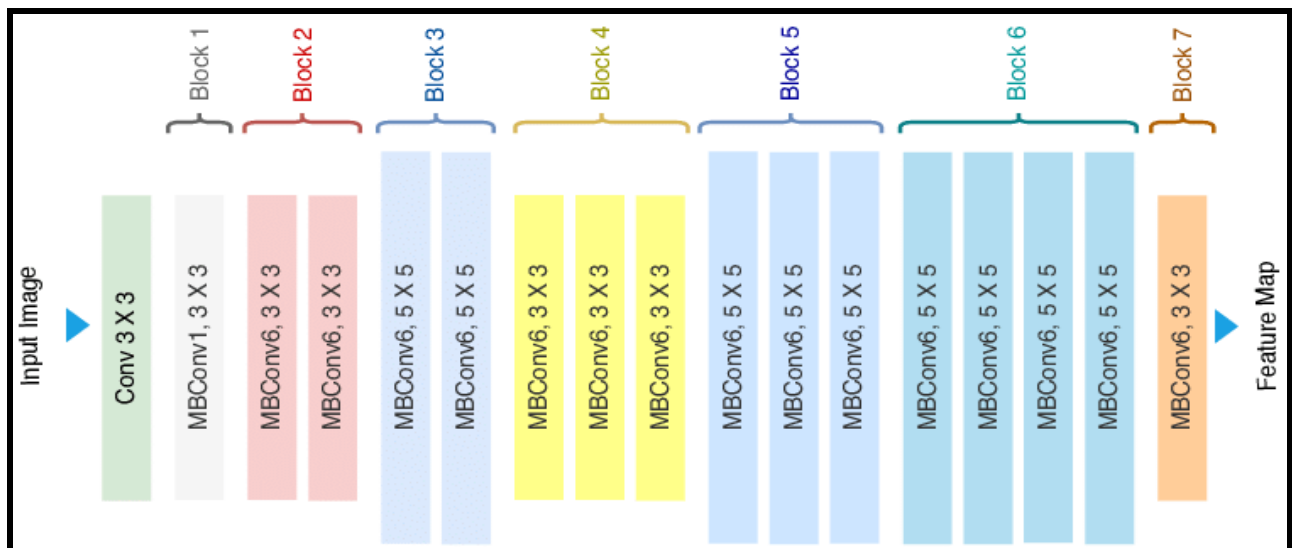 Block 1
Block 2
Block 3
Block 4
Block 5
Block 6
Block 7
Input Image
Conv 3 X 3
MBConv1, 3 X 3
MBConv6, 3 X 3
MBConv6, 3 X 3
MBConv6, 5 X 5
MBConv6, 5 X 5
MBConv6, 3 X 3
MBConv6, 3 X 3
MBConv6, 3 X 3
MBConv6, 5 X 5
MBConv6, 5 X 5
MBConv6, 5 X 5
MBConv6, 5 X 5
MBConv6, 5 X 5
MBConv6, 5 X 5
MBConv6, 5 X 5
MBConv6, 3 X 3
Feature Map